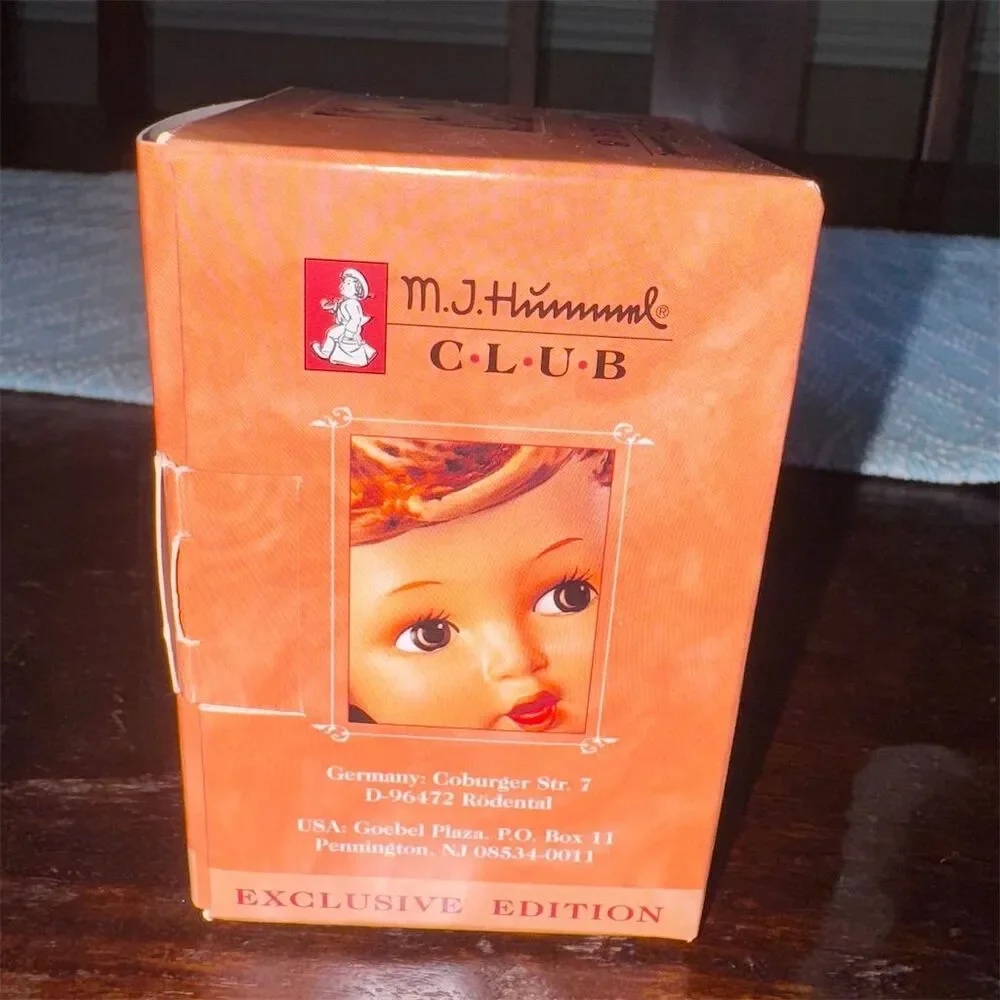 M.J.Hummel®
C·L·U·B
Germany: Coburger Str. 7
D-96472 Rödental
USA: Goebel Plaza, P.O. Box 11
Pennington, NJ 08534-0011
EXCLUSIVE EDITION